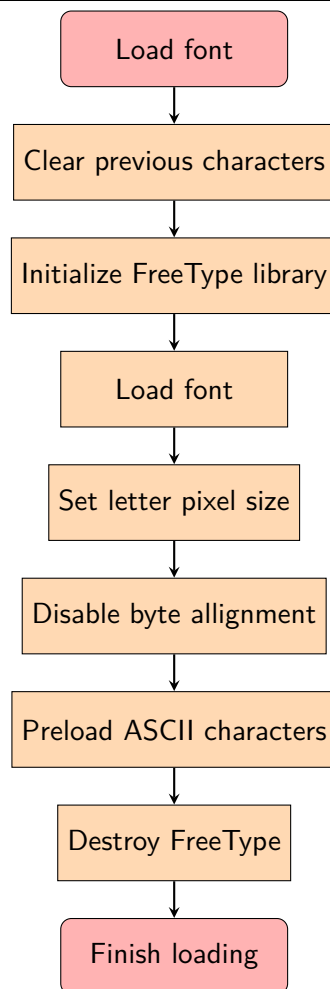 Load font
Clear previous characters
Initialize FreeType library
Load font
Set letter pixel size
Disable byte allignment
Preload ASCII characters
Destroy FreeType
Finish loading